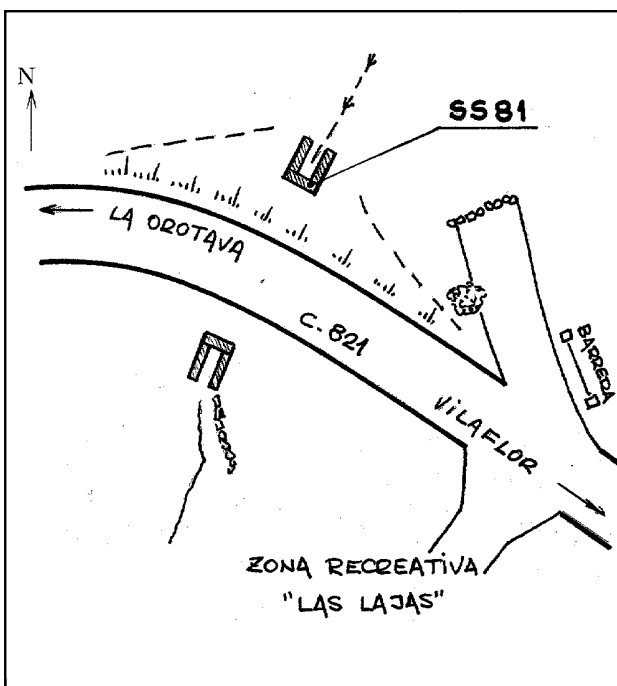 N
SS81
LA OROTAVA
C.821
BARRERA
VILAFLOR
ZONA RECREATIVA
"LAS LAJAS"